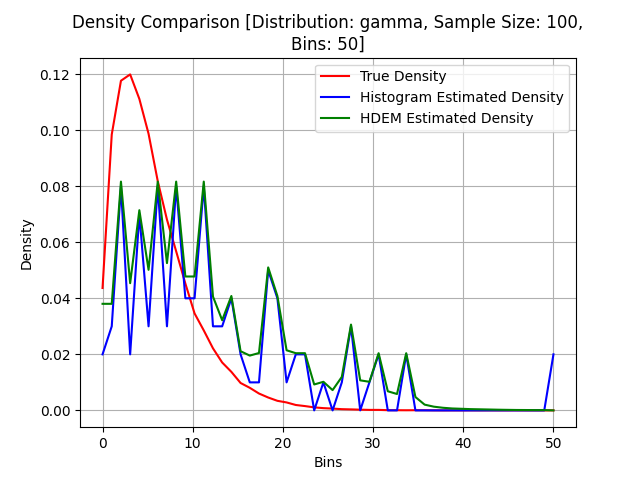 Density Comparison [Distribution: gamma, Sample Size: 100,
Bins: 50]
True Density
Histogram Estimated Density
HDEM Estimated Density
Density
0.12
0.10
0.08
0.06
0.04
0.02
0.00
0 10 20 30 40 50
Bins